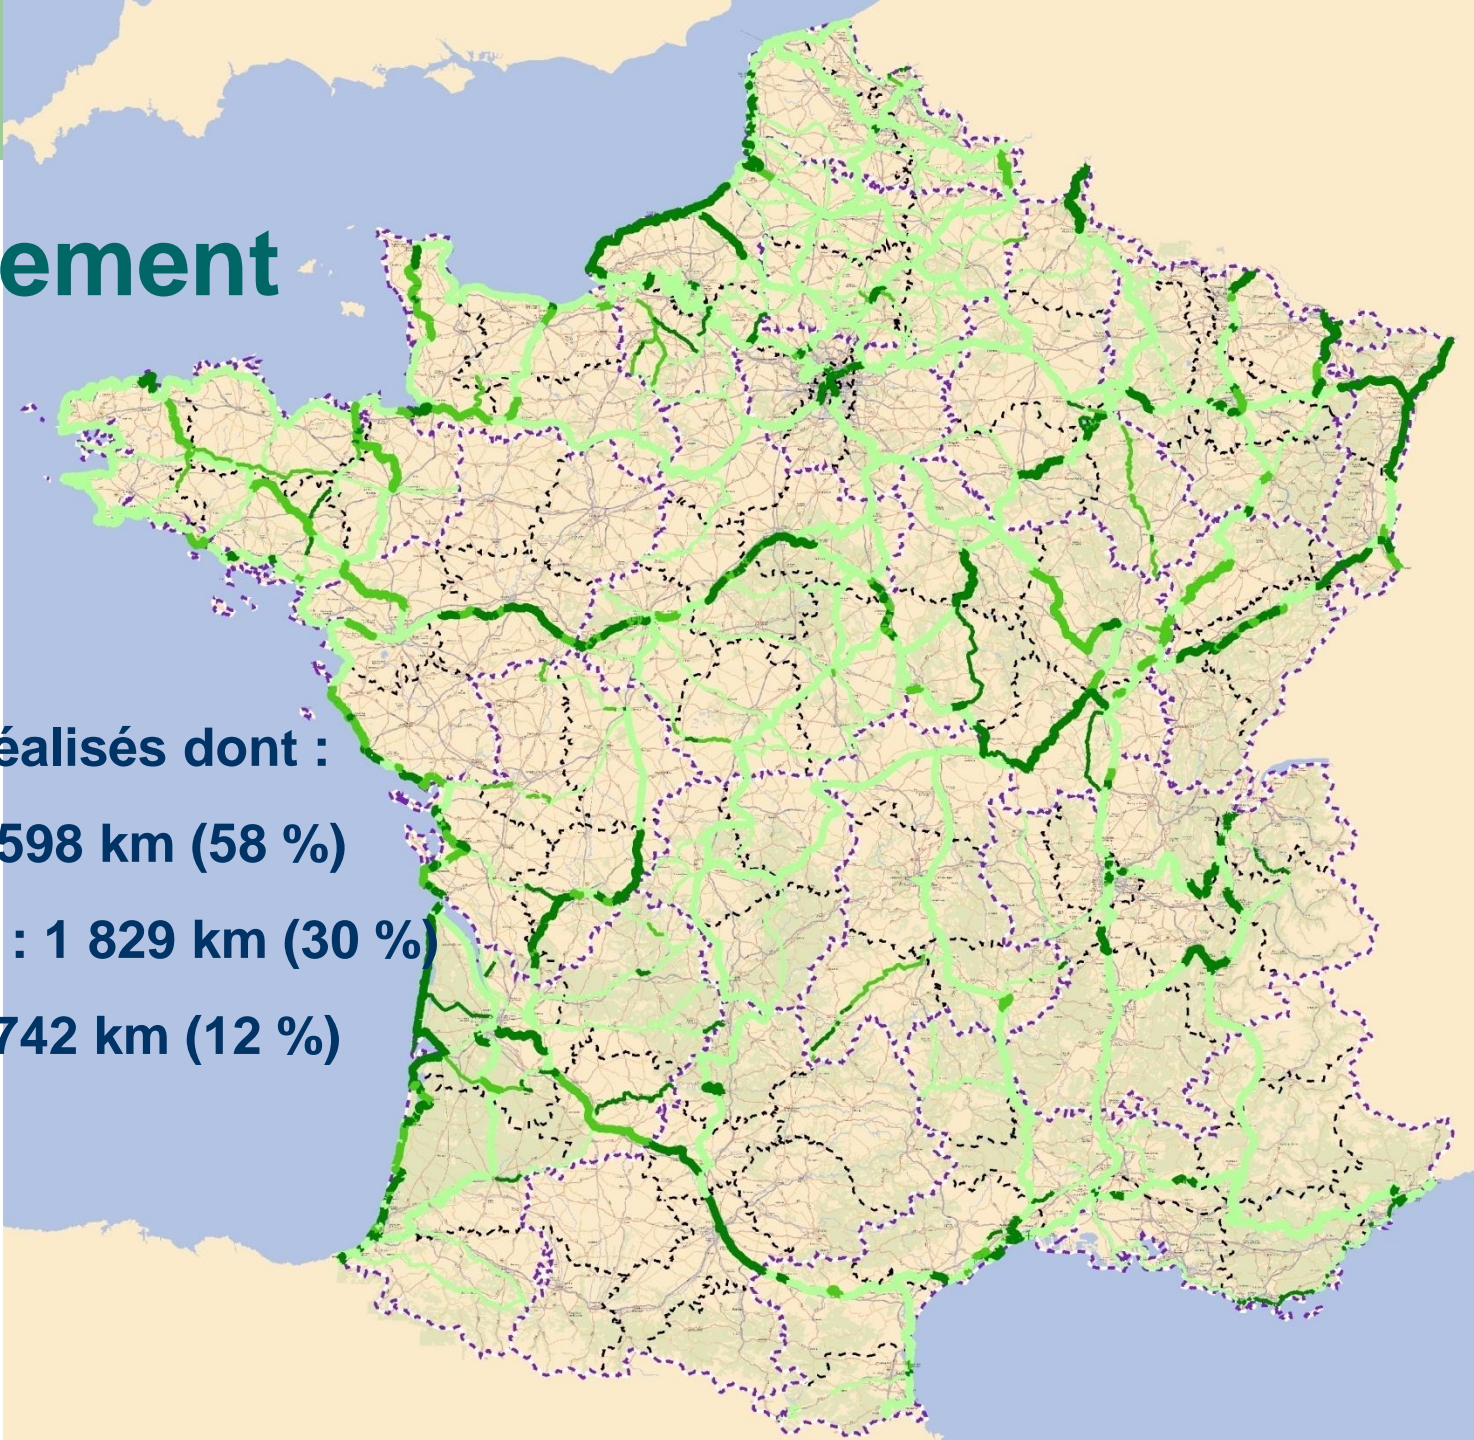 ement
éalisés dont :
598 km (58 %)
: 1 829 km (30 %)
742 km (12 %)